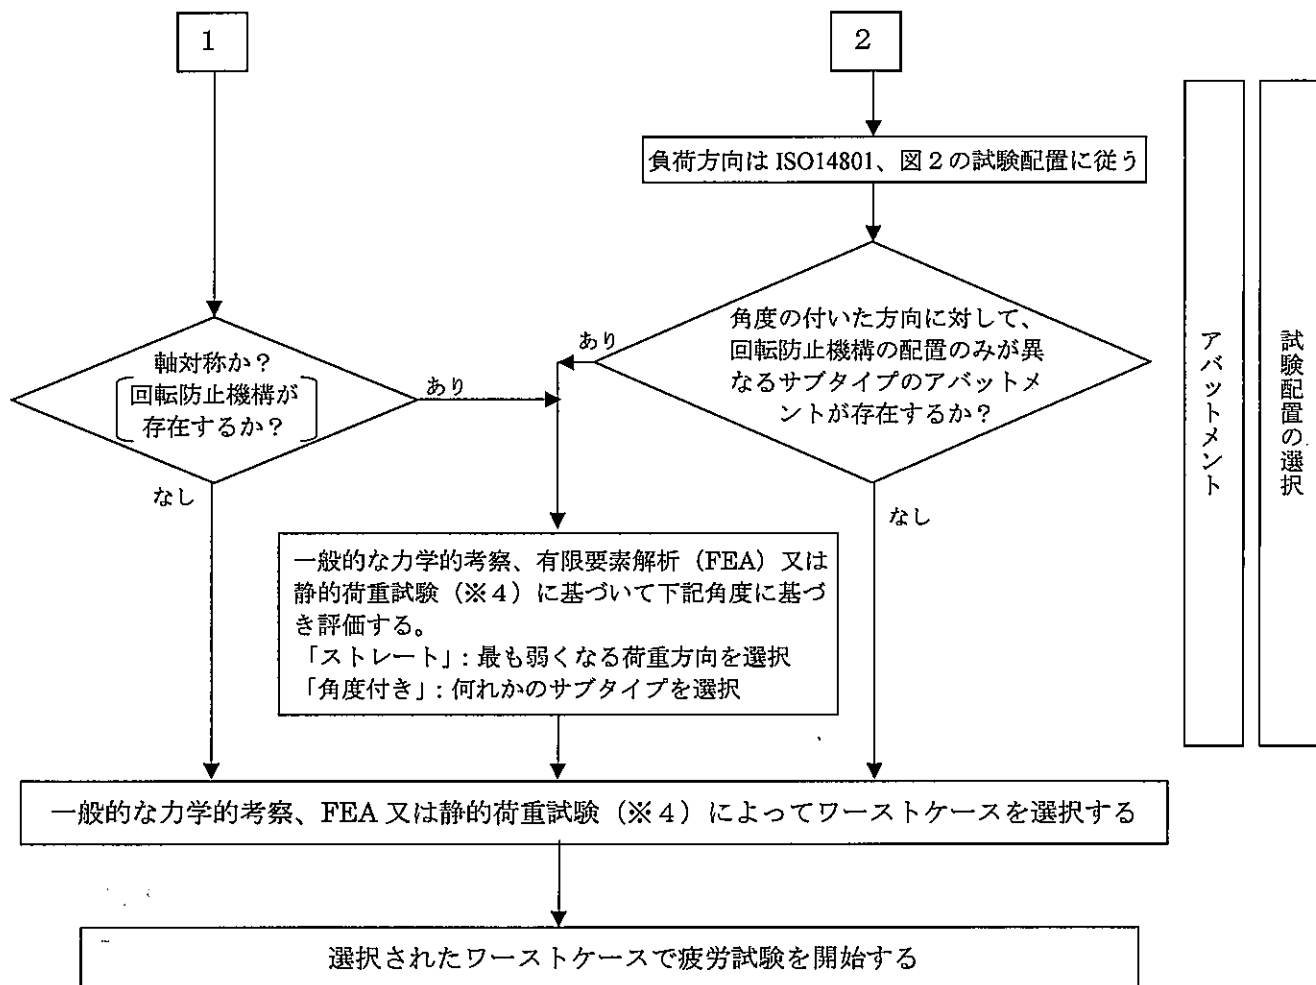 1
2
負荷方向は ISO14801、図2の試験配置に従う
軸対称か？
回転防止機構が
存在するか？
あり
なし
角度の付いた方向に対して、
回転防止機構の配置のみが異
なるサブタイプのアバットメ
ントが存在するか？
あり
なし
一般的な力学的考察、有限要素解析（FEA）又は
静的荷重試験（※4）に基づいて下記角度に基づ
き評価する。
「ストレート」：最も弱くなる荷重方向を選択
「角度付き」：何れかのサブタイプを選択
アバットメント
試験配置の選択
一般的な力学的考察、FEA 又は静的荷重試験（※4）によってワーストケースを選択する
選択されたワーストケースで疲労試験を開始する